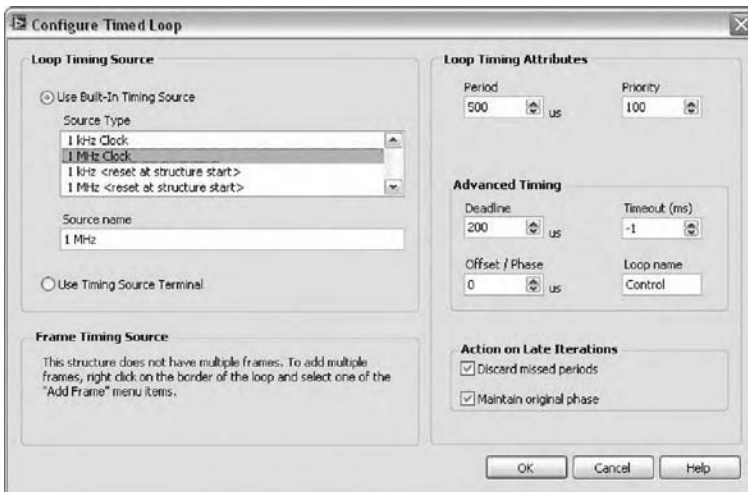 Configure Timed Loop
Loop Timing Source
Use Built-In Timing Source
Source Type
1 kHz Clock
1 MHz Clock
1 kHz <reset at structure start>
1 MHz <reset at structure start>
Source name
1 MHz
Use Timing Source Terminal
Frame Timing Source
This structure does not have multiple frames. To add multiple
frames, right click on the border of the loop and select one of the
"Add Frame" menu items.
Loop Timing Attributes
Period
Priority
500 us
100
Advanced Timing
Deadline
Timeout (ms)
200 us
-1
Offset / Phase
Loop name
0 us
Control
Action on Late Iterations
Discard missed periods
Maintain original phase
OK
Cancel
Help